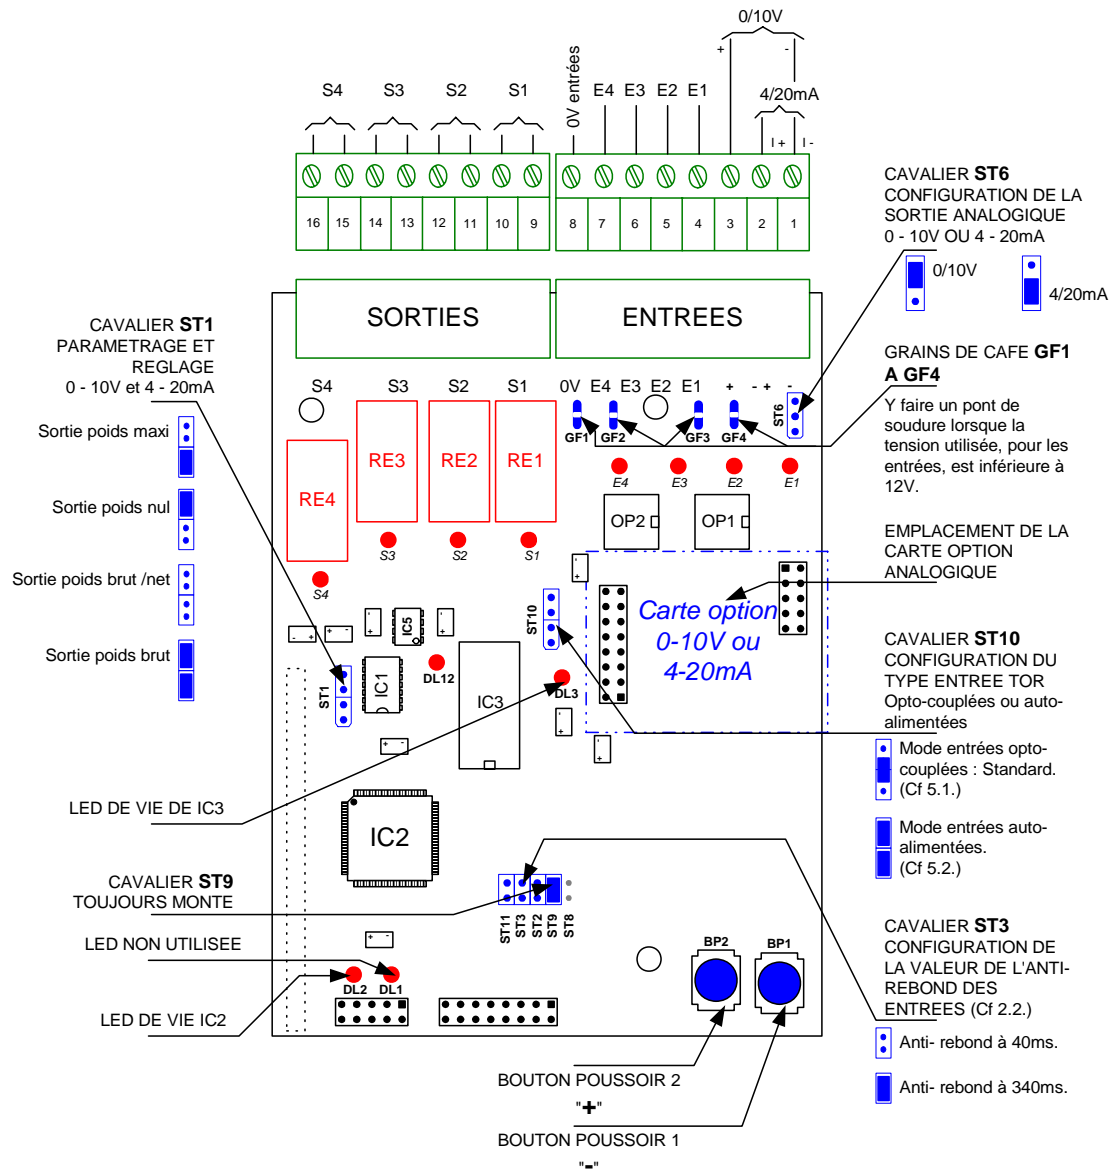 0/10V
+ -
4/20mA
I+ I-
S4 S3 S2 S1
0V entrées
E4 E3 E2 E1
16 15 14 13 12 11 10 9
8 7 6 5 4 3 2 1
SORTIES
ENTREES
CAVALIER ST6
CONFIGURATION DE LA
SORTIE ANALOGIQUE
0 - 10V OU 4 - 20mA
0/10V
4/20mA
CAVALIER ST1
PARAMETRAGE ET
REGLAGE
0 - 10V et 4 - 20mA
Sortie poids maxi
Sortie poids nul
Sortie poids brut /net
Sortie poids brut
GRAINS DE CAFE GF1
A GF4
Y faire un pont de
soudure lorsque la
tension utilisée, pour les
entrées, est inférieure à
12V.
EMPLACEMENT DE LA
CARTE OPTION
ANALOGIQUE
S4 S3 S2 S1
0V E4 E3 E2 E1 + - + -
GF1 GF2 GF3 GF4
ST6
RE4 RE3 RE2 RE1
E4 E3 E2 E1
OP2 OP1
S4 S3 S2 S1
Carte option
0-10V ou
4-20mA
ST10
IC5
DL12
DL3
ST1
IC1
IC3
IC2
CAVALIER ST10
CONFIGURATION DU
TYPE ENTREE TOR
Opto-couplées ou auto-
alimentées
Mode entrées opto-
couplées : Standard.
(Cf 5.1.)
Mode entrées auto-
alimentées.
(Cf 5.2.)
LED DE VIE DE IC3
CAVALIER ST9
TOUJOURS MONTE
LED NON UTILISEE
LED DE VIE IC2
ST11 ST3 ST2 ST9 ST8
BP2 BP1
DL2 DL1
CAVALIER ST3
CONFIGURATION DE
LA VALEUR DE L'ANTI-
REBOND DES
ENTREES (Cf 2.2.)
Anti- rebond à 40ms.
Anti- rebond à 340ms.
BOUTON POUSSOIR 2
"+"
BOUTON POUSSOIR 1
"-"